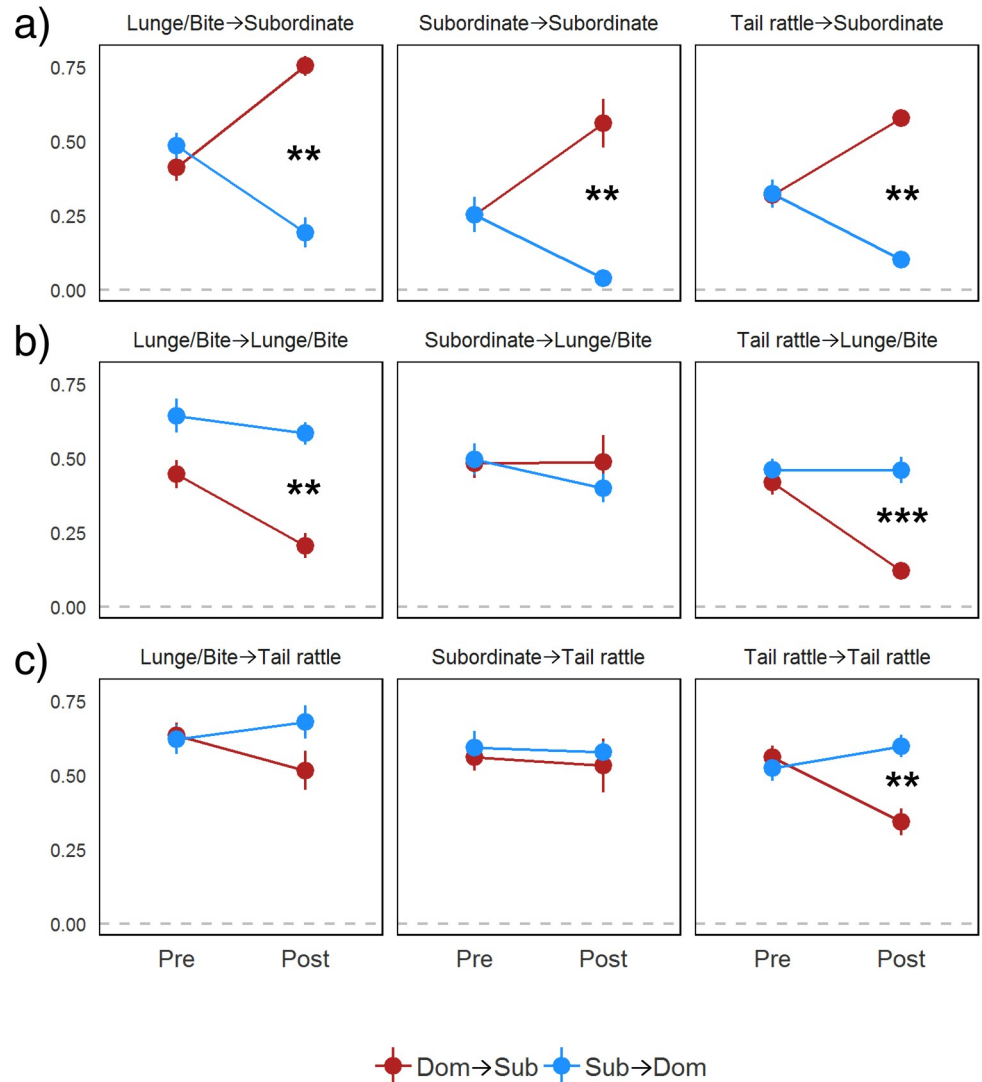 a)
Lunge/Bite→Subordinate Subordinate→Subordinate Tail rattle→Subordinate
0.75
0.50
0.25
0.00
**
**
**
b)
Lunge/Bite→Lunge/Bite Subordinate→Lunge/Bite Tail rattle→Lunge/Bite
0.75
0.50
0.25
0.00
**
***
c)
Lunge/Bite→Tail rattle Subordinate→Tail rattle Tail rattle→Tail rattle
0.75
0.50
0.25
0.00
**
Pre Post Pre Post Pre Post
Dom→Sub Sub→Dom